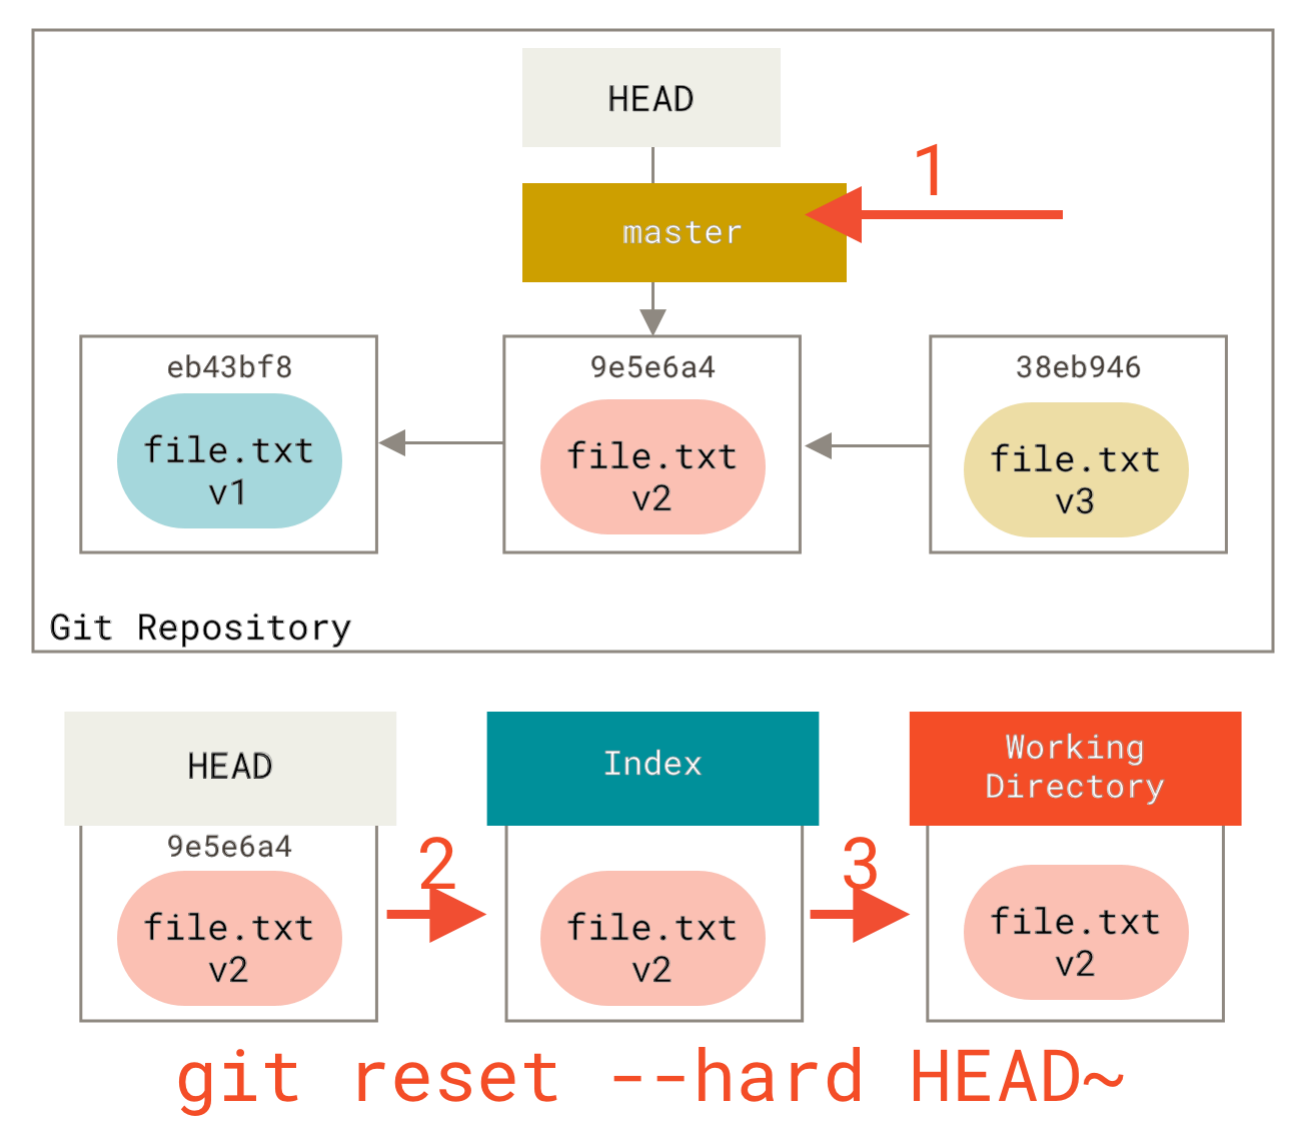 HEAD
1
master
eb43bf8
file.txt
v1
9e5e6a4
file.txt
v2
38eb946
file.txt
v3
Git Repository
HEAD
9e5e6a4
file.txt
v2
2
Index
file.txt
v2
3
Working
Directory
file.txt
v2
git reset --hard HEAD~